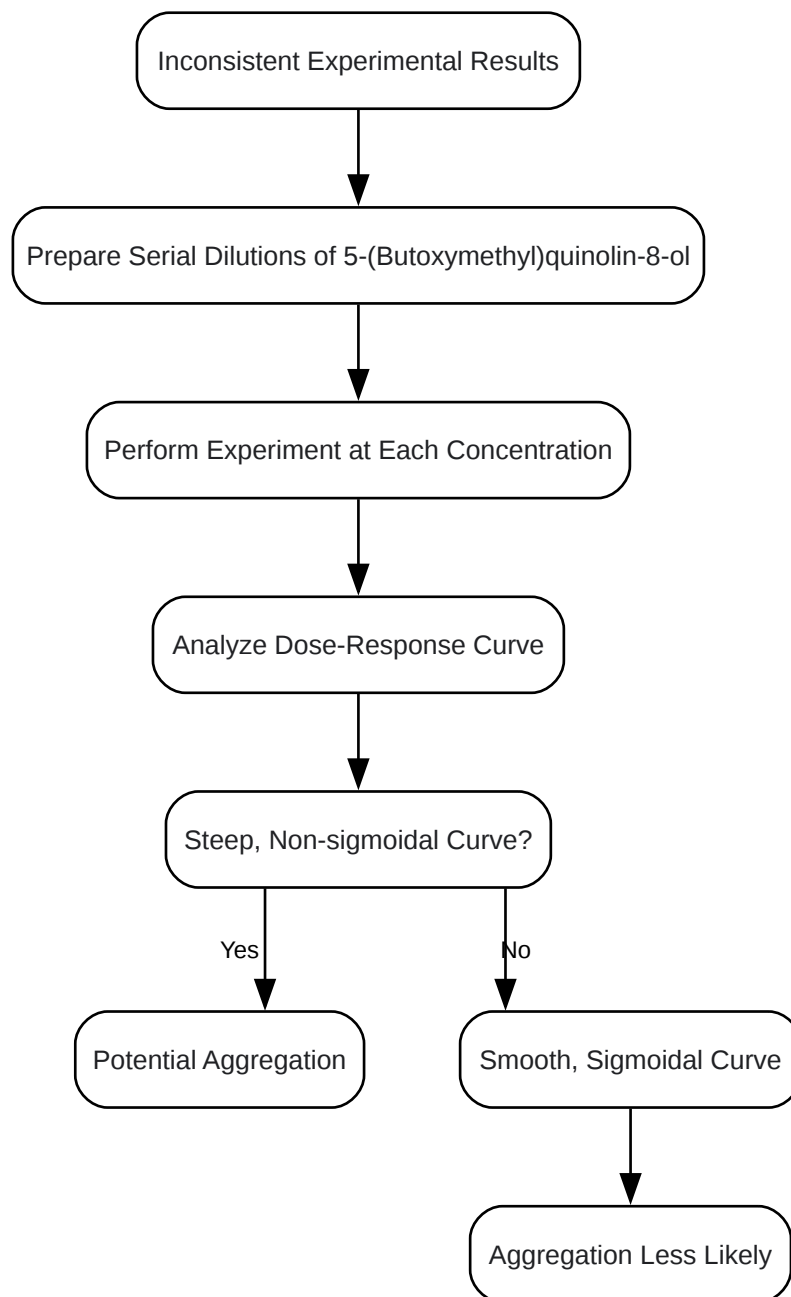 Inconsistent Experimental Results
Prepare Serial Dilutions of 5-(Butoxymethyl)quinolin-8-ol
Perform Experiment at Each Concentration
Analyze Dose-Response Curve
Steep, Non-sigmoidal Curve?
Yes
No
Potential Aggregation
Smooth, Sigmoidal Curve
Aggregation Less Likely